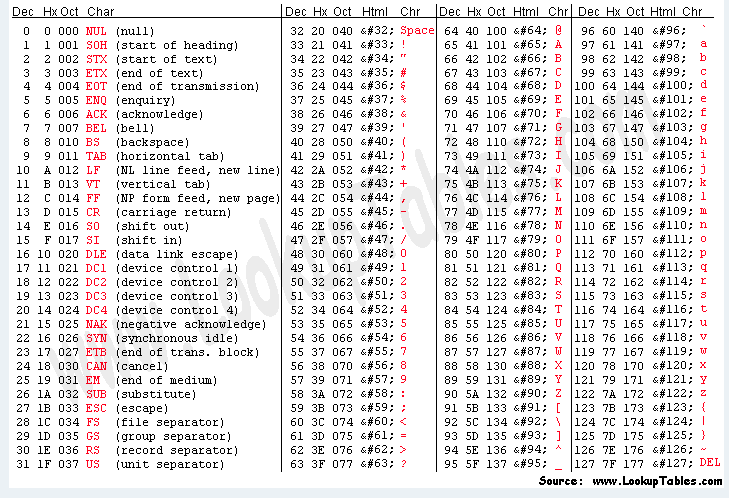 Dec Hx Oct Char Dec Hx Oct Html Chr Dec Hx Oct Html Chr Dec Hx Oct Html Chr
0 0 000 NUL (null) 32 20 040 &#32; Space 64 40 100 &#64; @ 96 60 140 &#96; `
1 1 001 SOH (start of heading) 33 21 041 &#33; ! 65 41 101 &#65; A 97 61 141 &#97; a
2 2 002 STX (start of text) 34 22 042 &#34; " 66 42 102 &#66; B 98 62 142 &#98; b
3 3 003 ETX (end of text) 35 23 043 &#35; # 67 43 103 &#67; C 99 63 143 &#99; c
4 4 004 EOT (end of transmission) 36 24 044 &#36; $ 68 44 104 &#68; D 100 64 144 &#100; d
5 5 005 ENQ (enquiry) 37 25 045 &#37; % 69 45 105 &#69; E 101 65 145 &#101; e
6 6 006 ACK (acknowledge) 38 26 046 &#38; & 70 46 106 &#70; F 102 66 146 &#102; f
7 7 007 BEL (bell) 39 27 047 &#39; ' 71 47 107 &#71; G 103 67 147 &#103; g
8 8 010 BS (backspace) 40 28 050 &#40; ( 72 48 110 &#72; H 104 68 150 &#104; h
9 9 011 TAB (horizontal tab) 41 29 051 &#41; ) 73 49 111 &#73; I 105 69 151 &#105; i
10 A 012 LF (NL line feed, new line) 42 2A 052 &#42; * 74 4A 112 &#74; J 106 6A 152 &#106; j
11 B 013 VT (vertical tab) 43 2B 053 &#43; + 75 4B 113 &#75; K 107 6B 153 &#107; k
12 C 014 FF (NP form feed, new page) 44 2C 054 &#44; , 76 4C 114 &#76; L 108 6C 154 &#108; l
13 D 015 CR (carriage return) 45 2D 055 &#45; - 77 4D 115 &#77; M 109 6D 155 &#109; m
14 E 016 SO (shift out) 46 2E 056 &#46; . 78 4E 116 &#78; N 110 6E 156 &#110; n
15 F 017 SI (shift in) 47 2F 057 &#47; / 79 4F 117 &#79; O 111 6F 157 &#111; o
16 10 020 DLE (data link escape) 48 30 060 &#48; 0 80 50 120 &#80; P 112 70 160 &#112; p
17 11 021 DC1 (device control 1) 49 31 061 &#49; 1 81 51 121 &#81; Q 113 71 161 &#113; q
18 12 022 DC2 (device control 2) 50 32 062 &#50; 2 82 52 122 &#82; R 114 72 162 &#114; r
19 13 023 DC3 (device control 3) 51 33 063 &#51; 3 83 53 123 &#83; S 115 73 163 &#115; s
20 14 024 DC4 (device control 4) 52 34 064 &#52; 4 84 54 124 &#84; T 116 74 164 &#116; t
21 15 025 NAK (negative acknowledge) 53 35 065 &#53; 5 85 55 125 &#85; U 117 75 165 &#117; u
22 16 026 SYN (synchronous idle) 54 36 066 &#54; 6 86 56 126 &#86; V 118 76 166 &#118; v
23 17 027 ETB (end of trans. block) 55 37 067 &#55; 7 87 57 127 &#87; W 119 77 167 &#119; w
24 18 030 CAN (cancel) 56 38 070 &#56; 8 88 58 130 &#88; X 120 78 170 &#120; x
25 19 031 EM (end of medium) 57 39 071 &#57; 9 89 59 131 &#89; Y 121 79 171 &#121; y
26 1A 032 SUB (substitute) 58 3A 072 &#58; : 90 5A 132 &#90; Z 122 7A 172 &#122; z
27 1B 033 ESC (escape) 59 3B 073 &#59; ; 91 5B 133 &#91; [ 123 7B 173 &#123; {
28 1C 034 FS (file separator) 60 3C 074 &#60; < 92 5C 134 &#92; \ 124 7C 174 &#124; |
29 1D 035 GS (group separator) 61 3D 075 &#61; = 93 5D 135 &#93; ] 125 7D 175 &#125; }
30 1E 036 RS (record separator) 62 3E 076 &#62; > 94 5E 136 &#94; ^ 126 7E 176 &#126; ~
31 1F 037 US (unit separator) 63 3F 077 &#63; ? 95 5F 137 &#95; _ 127 7F 177 &#127; DEL
Source: www.LookupTables.com
www.LookupTables.com